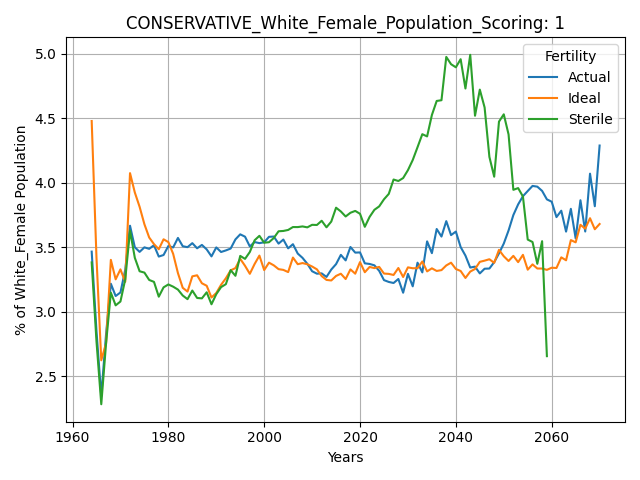 CONSERVATIVE_White_Female_Population_Scoring: 1
% of White_Female Population
5.0
4.5
4.0
3.5
3.0
2.5
Fertility
Actual
Ideal
Sterile
1960 1980 2000 2020 2040 2060
Years